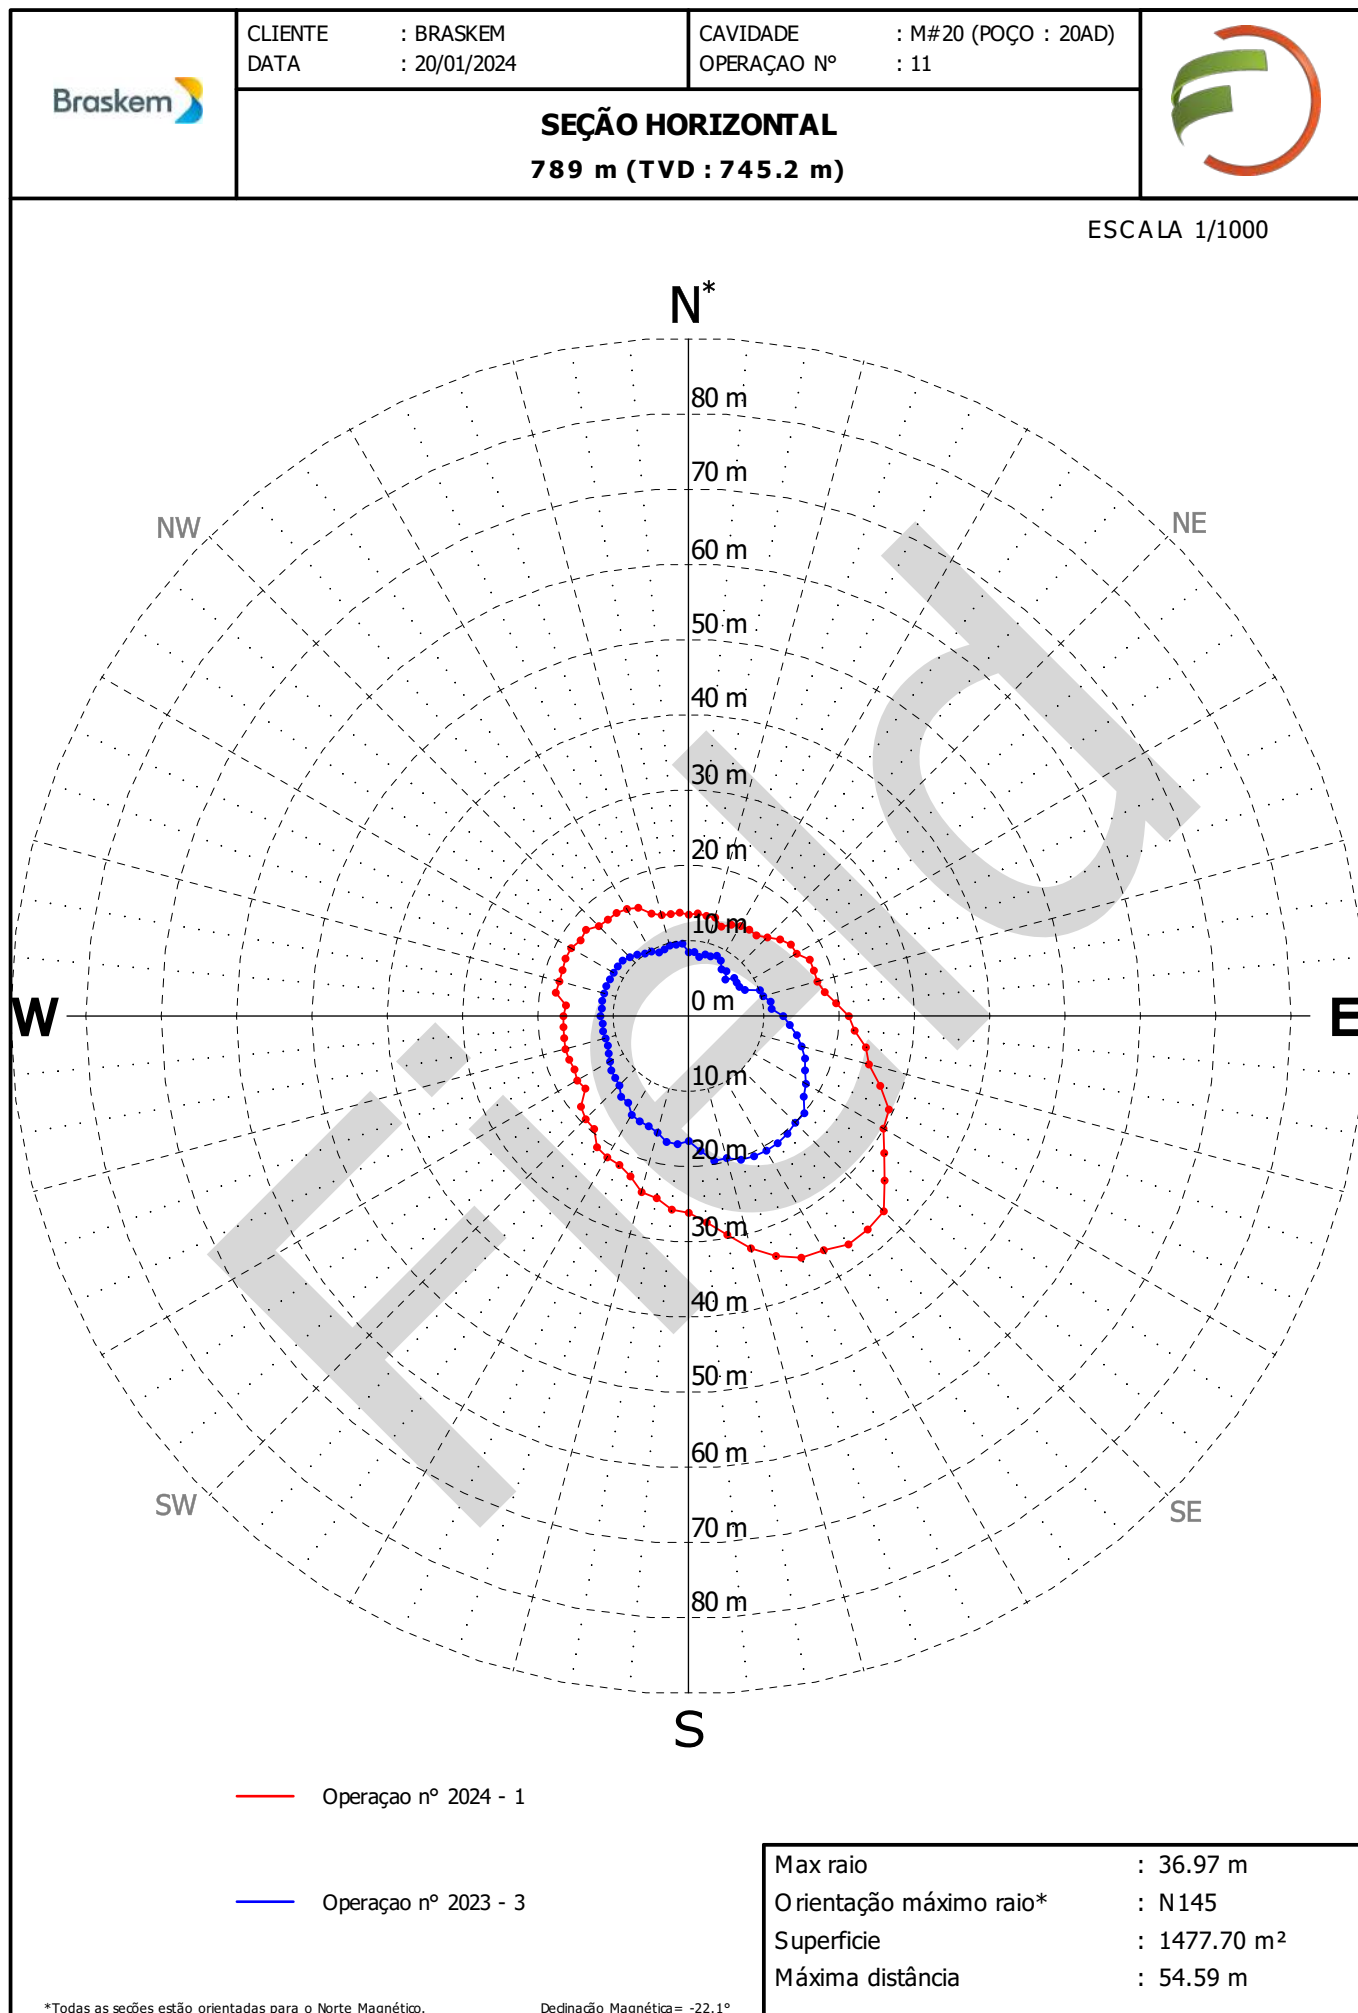 Braskem
CLIENTE : BRASKEM
DATA : 20/01/2024
CAVIDADE : M#20 (POÇO : 20AD)
OPERAÇAO N° : 11
SEÇÃO HORIZONTAL
789 m (TVD : 745.2 m)
ESCALA 1/1000
N*
80 m
70 m
NW
NE
60 m
50 m
40 m
30 m
20 m
10 m
0 m
W
E
10 m
20 m
30 m
40 m
50 m
60 m
SW
SE
70 m
80 m
S
Field
Operaçao n° 2024 - 1
Operaçao n° 2023 - 3
Max raio : 36.97 m
Orientação máximo raio* : N145
Superficie : 1477.70 m²
Máxima distância : 54.59 m
*Todas as seções estão orientadas para o Norte Magnético.
Declinação Magnética= -22.1°